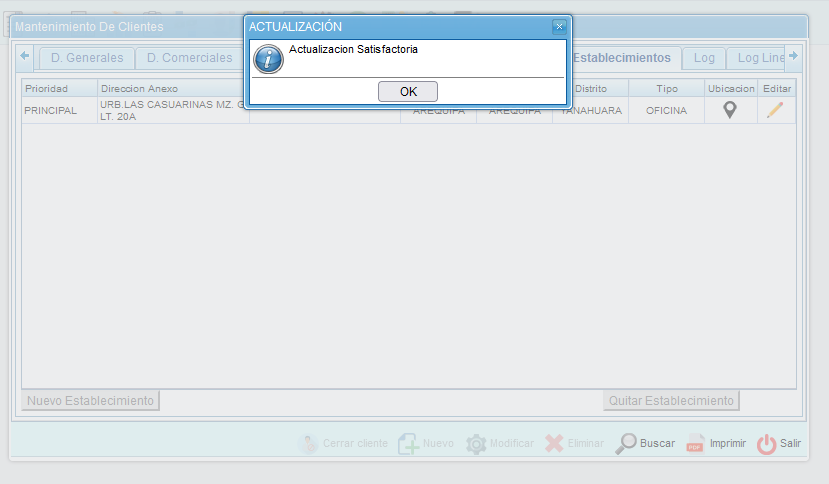 Mantenimiento De Clientes
ACTUALIZACIÓN
Actualizacion Satisfactoria
OK
D. Generales
D. Comerciales
Establecimientos
Log
Log Line
Prioridad
Direccion Anexo
Distrito
Tipo
Ubicacion
Editar
PRINCIPAL
URB.LAS CASUARINAS MZ. G
LT. 20A
AREQUIPA
AREQUIPA
YANAHUARA
OFICINA
Nuevo Establecimiento
Quitar Establecimiento
Cerrar cliente
Nuevo
Modificar
Eliminar
Buscar
PDF
Imprimir
Salir